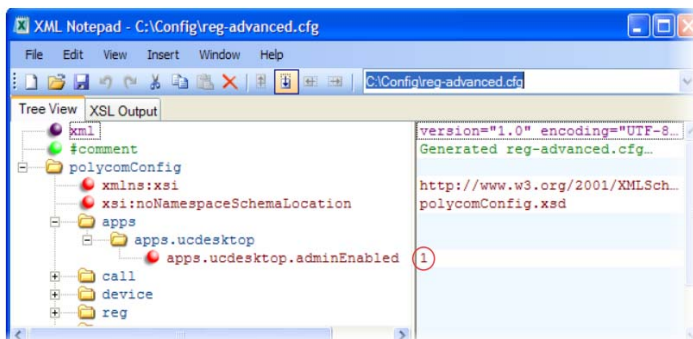 XML Notepad - C:\Config\reg-advanced.cfg
File Edit View Insert Window Help
C:\Config\reg-advanced.cfg
Tree View XSL Output
xml version="1.0" encoding="UTF-8...
#comment Generated reg-advanced.cfg...
polycomConfig
xmlns:xsi http://www.w3.org/2001/XMLSch...
xsi:noNamespaceSchemaLocation polycomConfig.xsd
apps
apps.ucdesktop
apps.ucdesktop.adminEnabled 1
call
device
reg